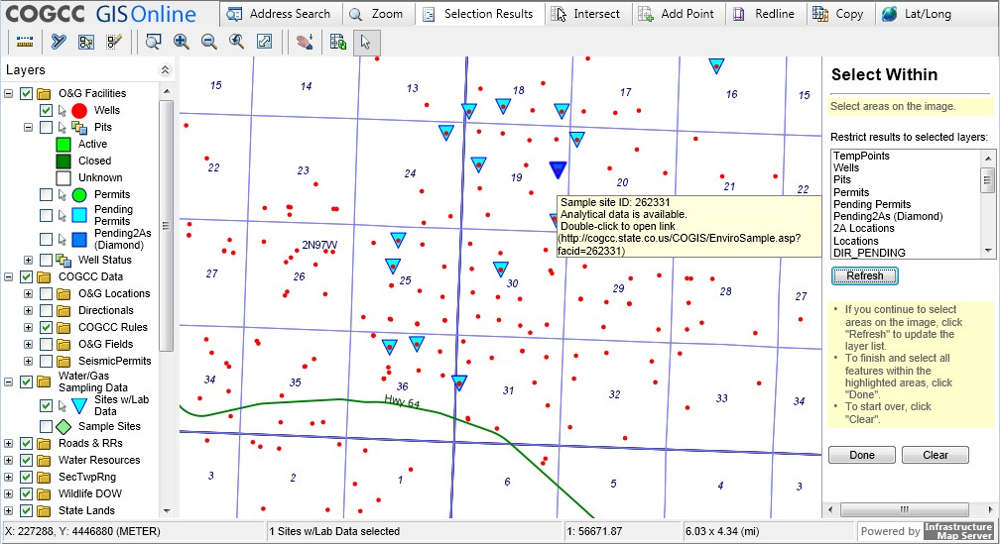 COGCC GISOnline
Address Search
Zoom
Selection Results
Intersect
Add Point
Redline
Copy
Lat/Long
Layers
O&G Facilities
Wells
Pits
Active
Closed
Unknown
Permits
Pending
Permits
Pending2As
(Diamond)
Well Status
COGCC Data
O&G Locations
Directionals
COGCC Rules
O&G Fields
SeismicPermits
Water/Gas
Sampling Data
Sites w/Lab
Data
Sample Sites
Roads & RRs
Water Resources
SecTwpRng
Wildlife DOW
State Lands
15
14
13
18
17
16
15
22
23
24
19
20
21
22
Sample site ID: 262331
Analytical data is available.
Double-click to open link
(http://cogcc.state.co.us/COGIS/EnviroSample.asp?
facid=262331)
2N97W
27
26
25
30
29
28
27
34
35
36
31
32
33
34
Hwy 64
3
2
1
6
5
4
3
Select Within
Select areas on the image.
Restrict results to selected layers:
TempPoints
Wells
Pits
Permits
Pending Permits
Pending2As (Diamond)
2A Locations
Locations
DIR_PENDING
Refresh
• If you continue to select
areas on the image, click
"Refresh" to update the
layer list.
• To finish and select all
features within the
highlighted areas, click
"Done".
• To start over, click
"Clear".
Done
Clear
X: 227288, Y: 4446880 (METER)
1 Sites w/Lab Data selected
1: 56671.87
6.03 x 4.34 (mi)
Powered by Infrastructure
Map Server